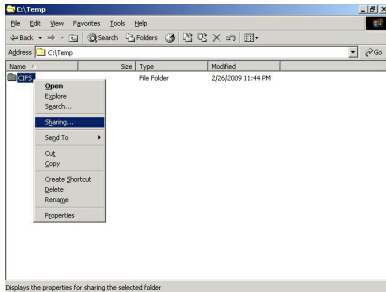 C:\Temp
File Edit View Favorites Tools Help
Back Search Folders
Address C:\Temp Go
Name Size Type Modified
CIFS File Folder 2/26/2009 11:44 PM
Open
Explore
Search...
Sharing...
Send To
Cut
Copy
Create Shortcut
Delete
Rename
Properties
Displays the properties for sharing the selected folder